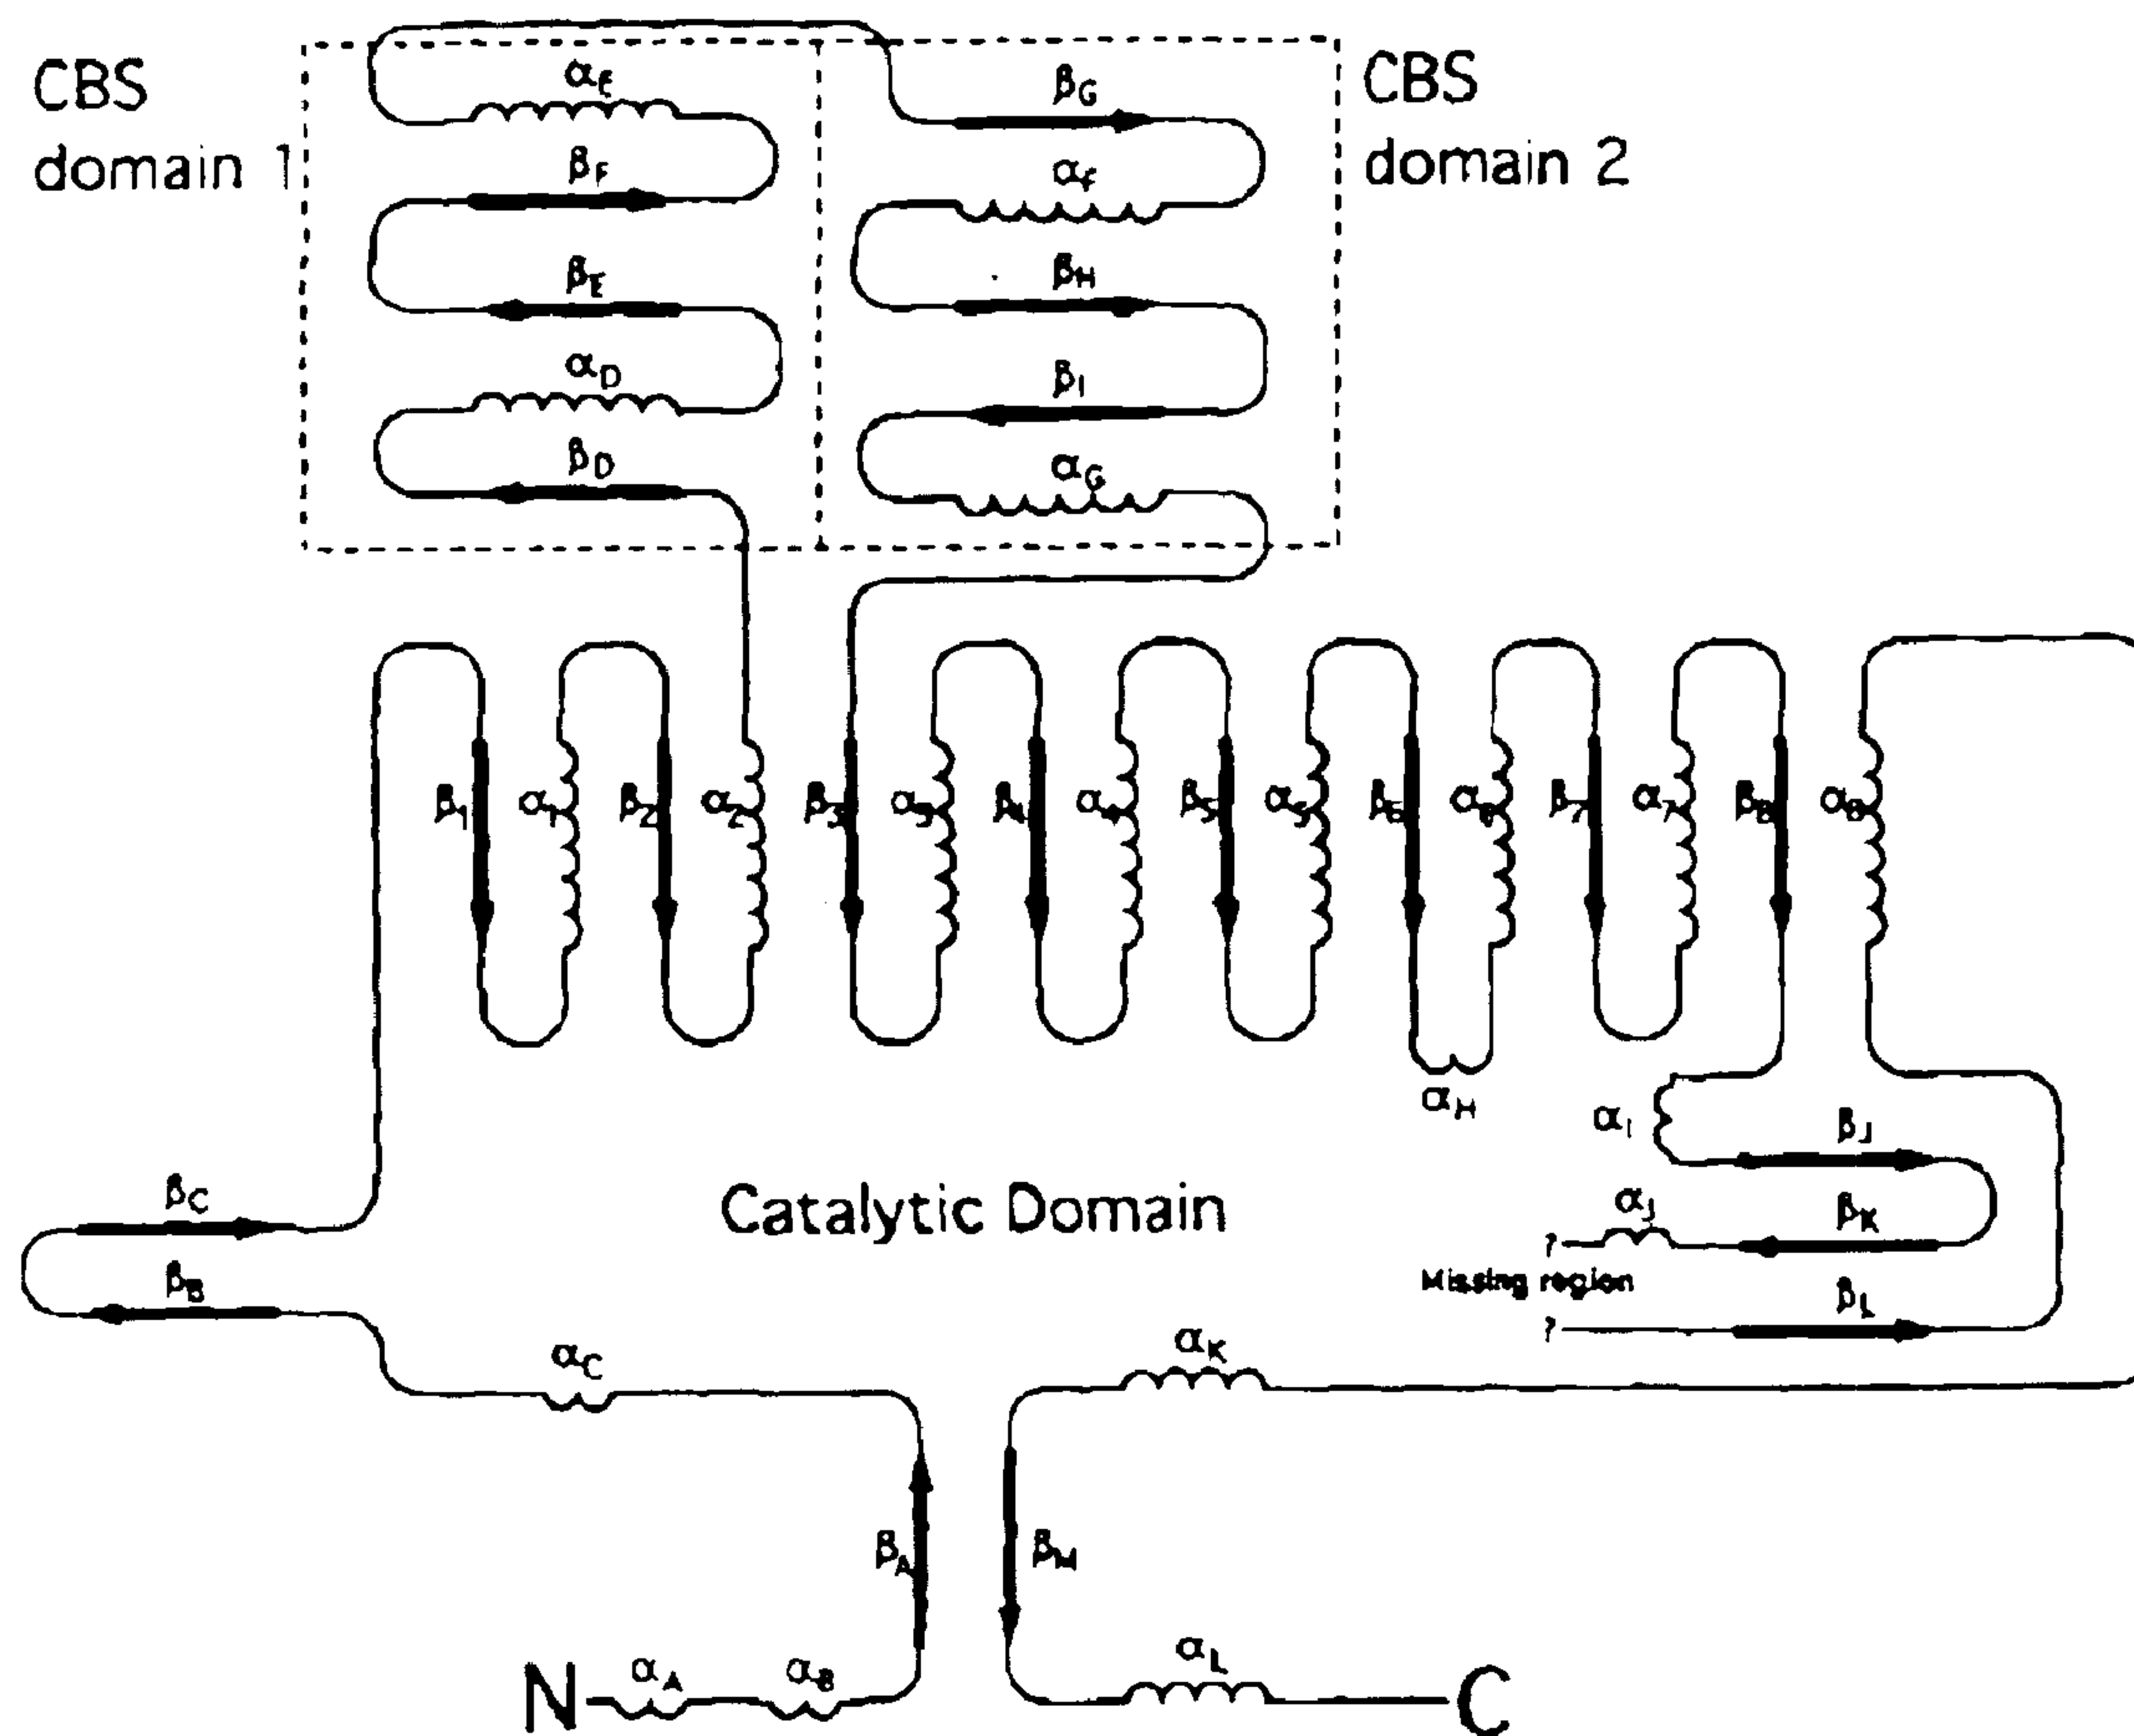 CBS
domain 1
CBS
domain 2
αE
βF
βE
αD
βD
βG
αF
βH
βI
αG
β1 α1 β2 α2 β3 α3 β4 α4 β5 α5 β6 α6 β7 α7 β8 α8
αH
αI
βJ
αJ
βK
? 
Missing region
βL
?
βC
βB
Catalytic Domain
αC
αK
βA
βM
N
αA
αB
αL
C